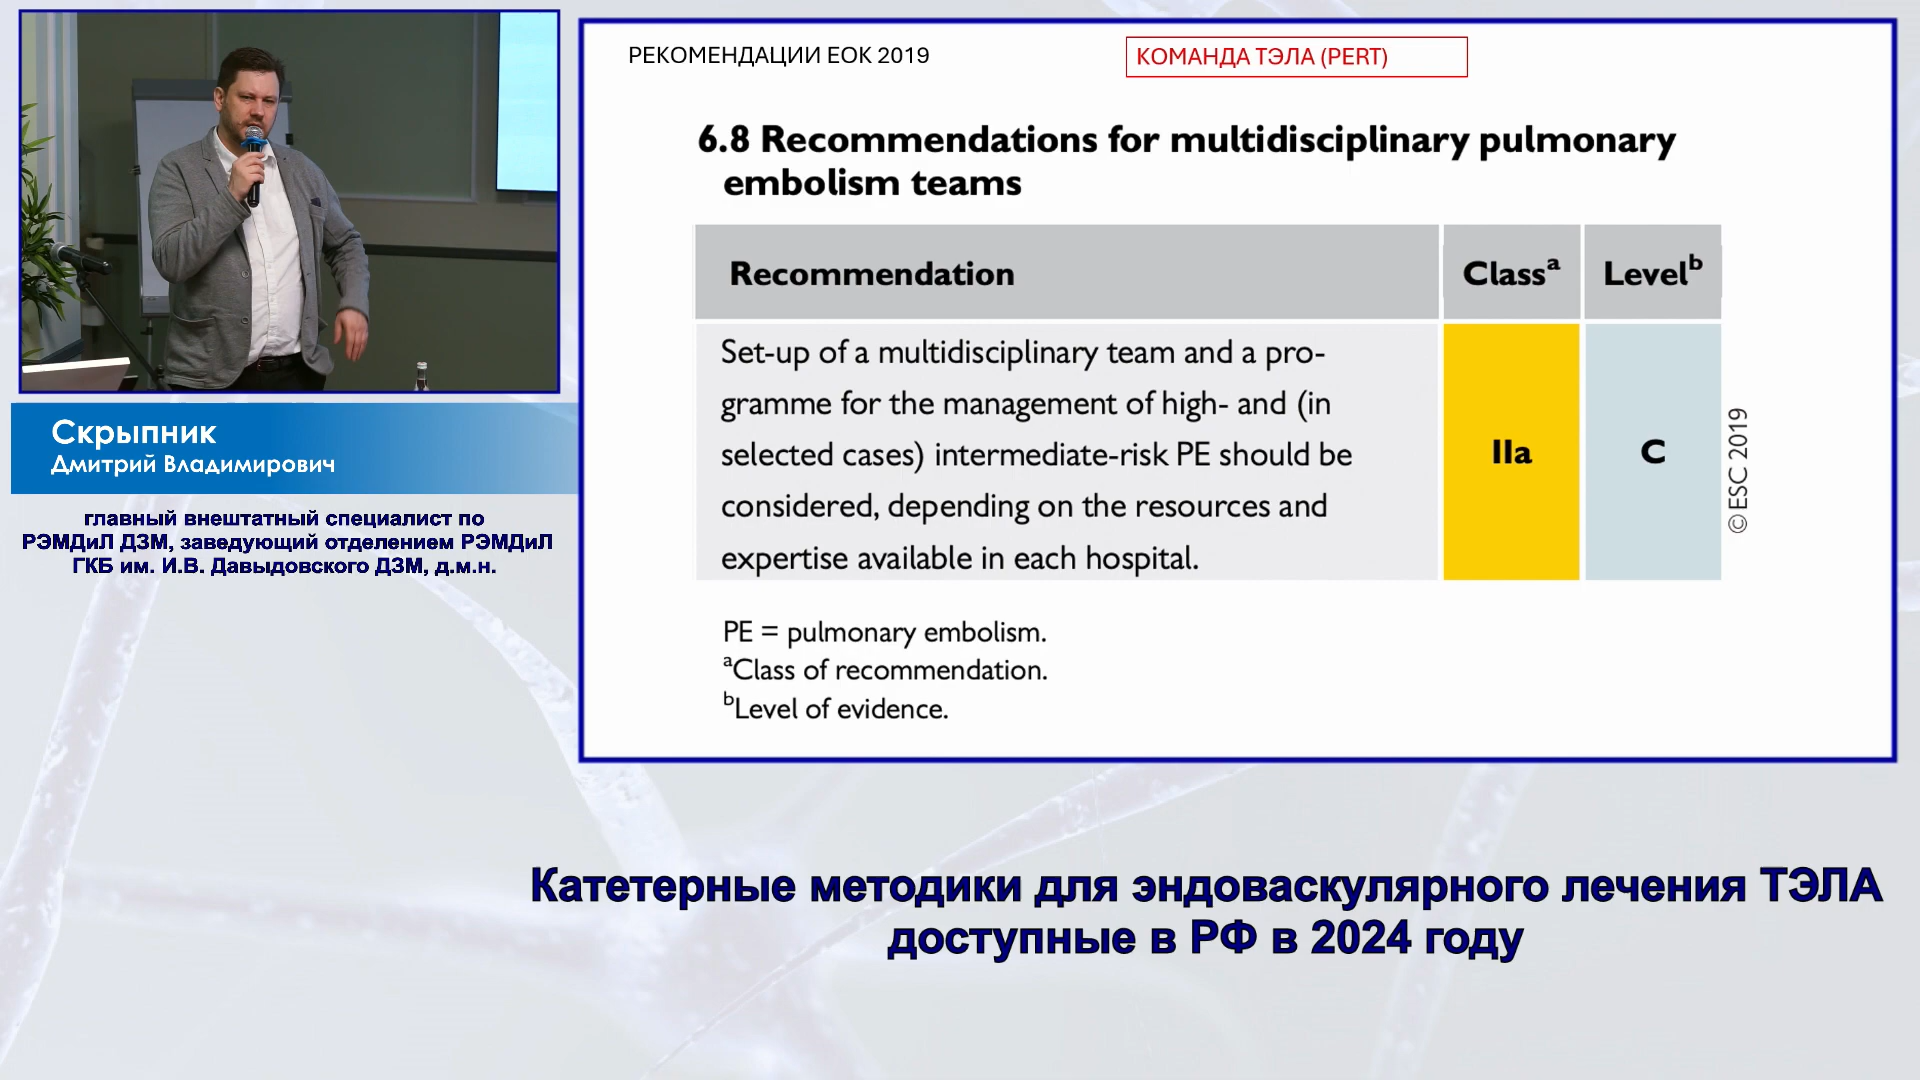 РЕКОМЕНДАЦИИ ЕОК 2019
КОМАНДА ТЭЛА (PERT)
6.8 Recommendations for multidisciplinary pulmonary
embolism teams
Recommendation
Classᵃ
Levelᵇ
Set-up of a multidisciplinary team and a pro-
gramme for the management of high- and (in
selected cases) intermediate-risk PE should be
considered, depending on the resources and
expertise available in each hospital.
IIa
C
© ESC 2019
PE = pulmonary embolism.
ᵃClass of recommendation.
ᵇLevel of evidence.
Скрыпник
Дмитрий Владимирович
главный внештатный специалист по
РЭМДиЛ ДЗМ, заведующий отделением РЭМДиЛ
ГКБ им. И.В. Давыдовского ДЗМ, д.м.н.
Катетерные методики для эндоваскулярного лечения ТЭЛА
доступные в РФ в 2024 году